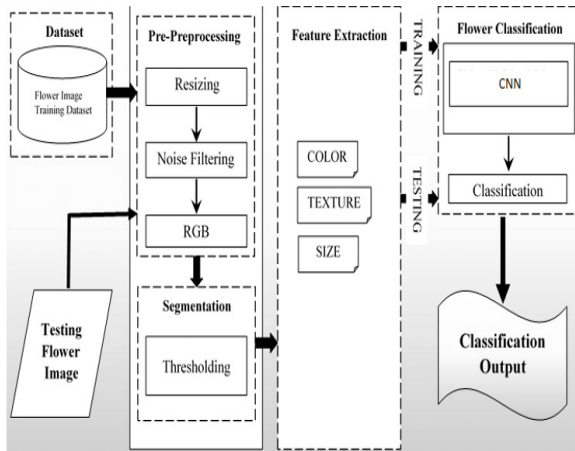 Dataset
Flower Image
Training Dataset
Testing
Flower
Image
Pre-Preprocessing
Resizing
Noise Filtering
RGB
Segmentation
Thresholding
Feature Extraction
COLOR
TEXTURE
SIZE
TRAINING
TESTING
Flower Classification
CNN
Classification
Classification
Output